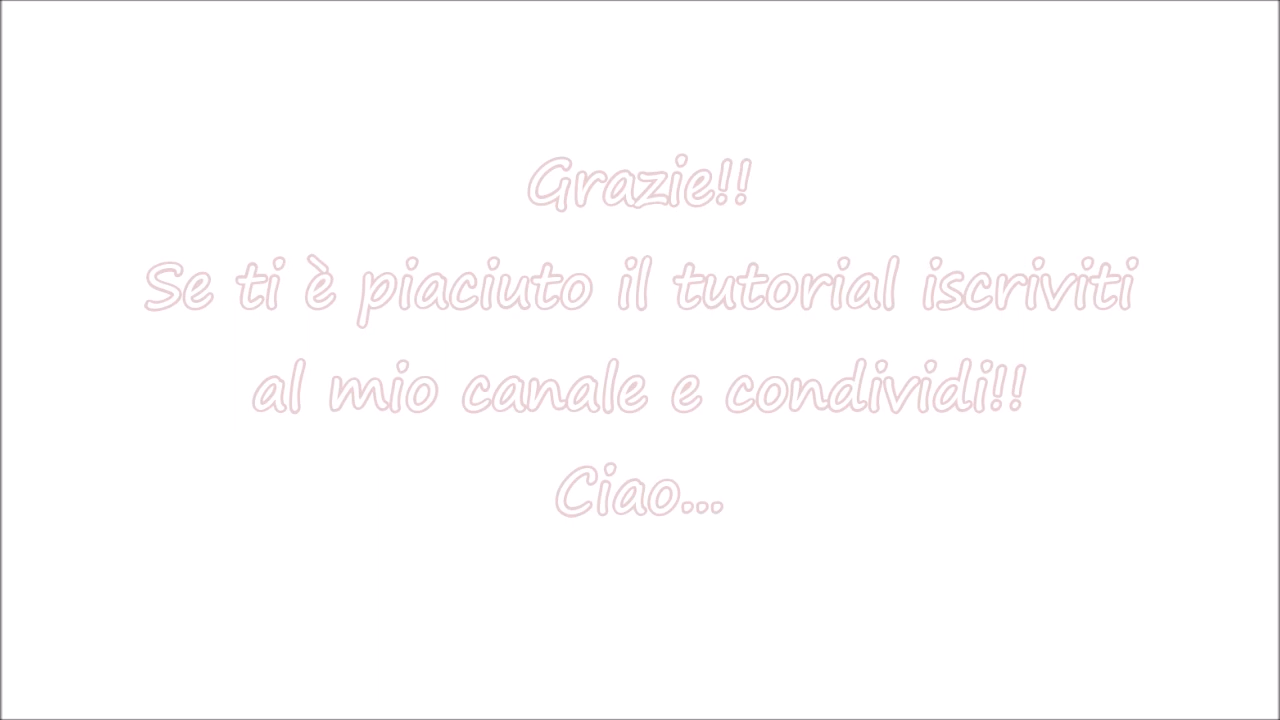 Grazie!!
Se ti è piaciuto il tutorial iscriviti
al mio canale e condividi!!
Ciao...